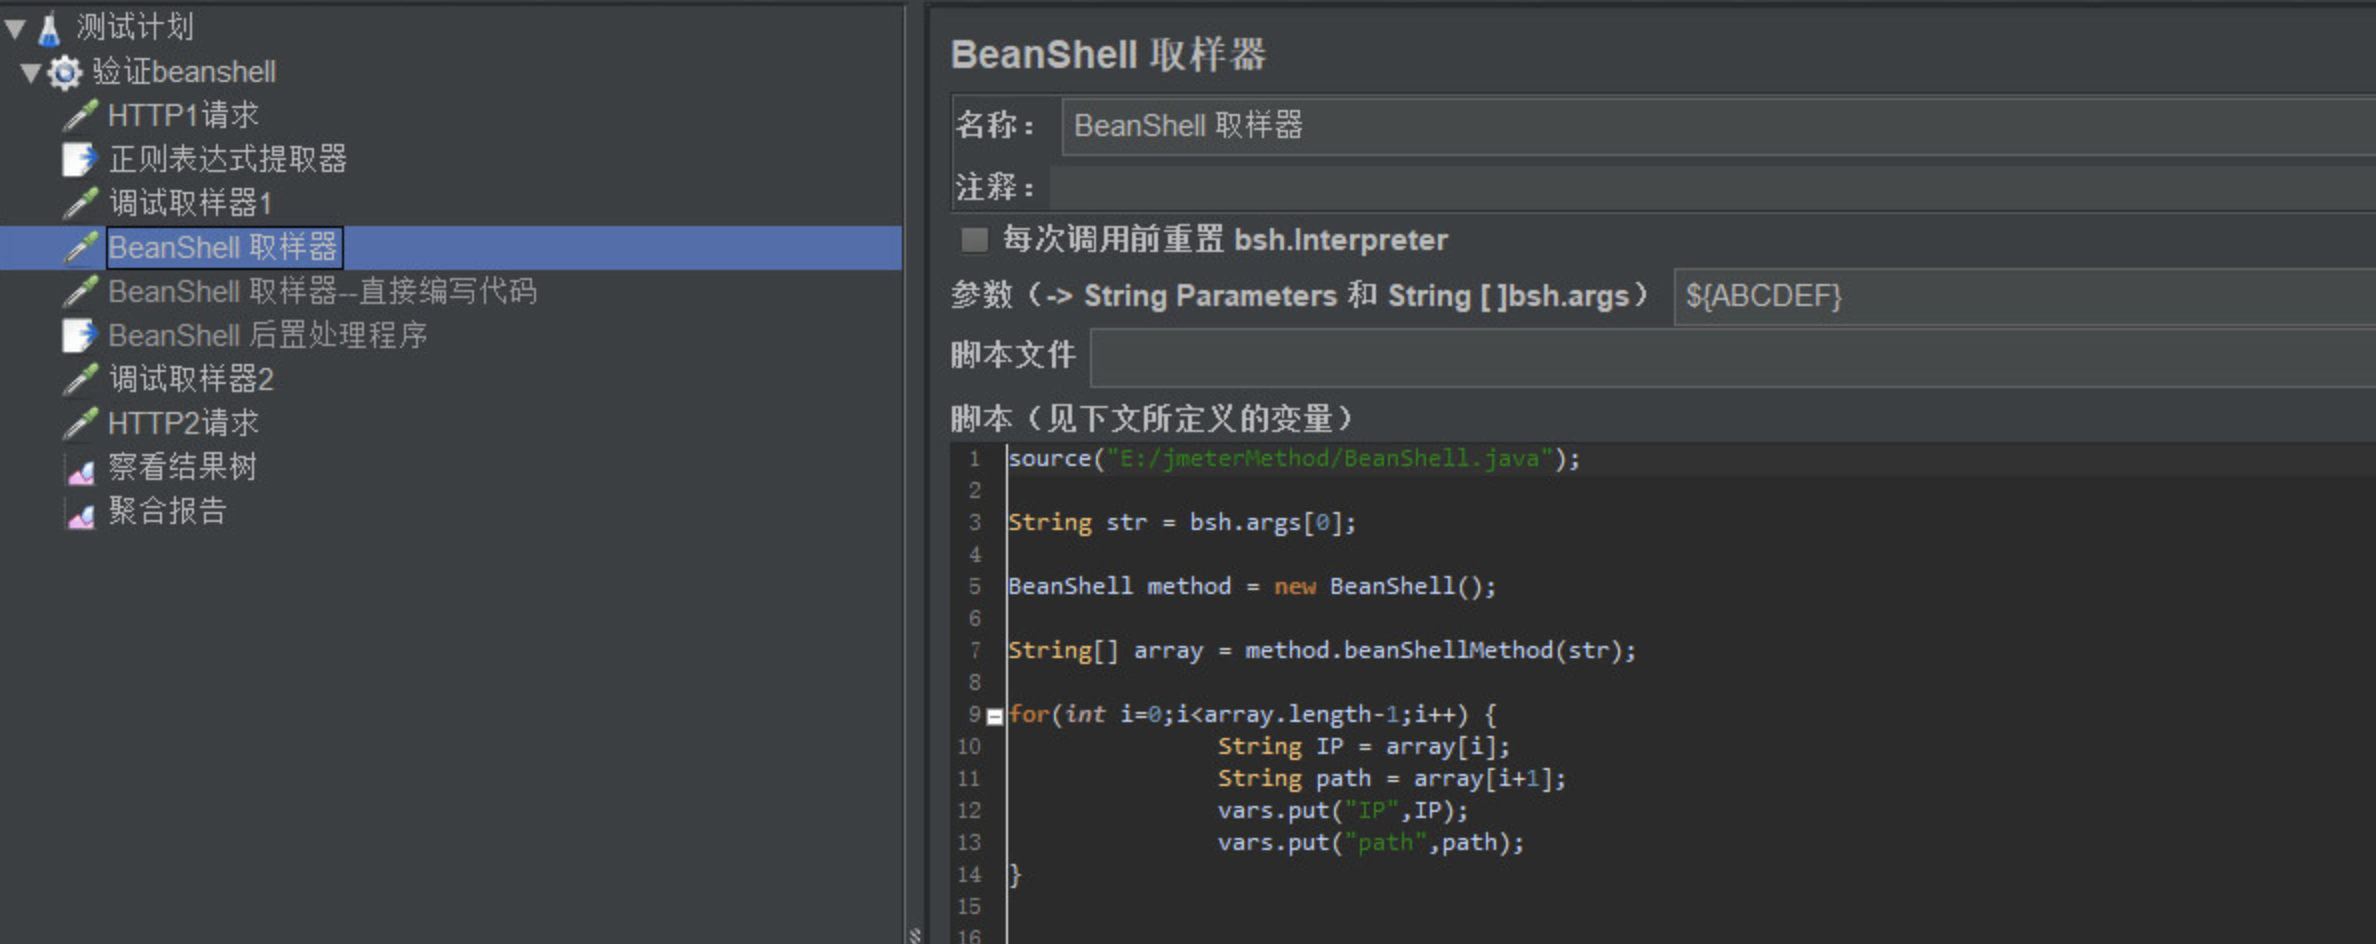 测试计划
验证beanshell
HTTP1请求
正则表达式提取器
调试取样器1
BeanShell 取样器
BeanShell 取样器--直接编写代码
BeanShell 后置处理程序
调试取样器2
HTTP2请求
察看结果树
聚合报告
BeanShell 取样器
名称： BeanShell 取样器
注释：
每次调用前重置 bsh.Interpreter
参数（-> String Parameters 和 String [ ]bsh.args） ${ABCDEF}
脚本文件
脚本（见下文所定义的变量）
1 source("E:/jmeterMethod/BeanShell.java");
2
3 String str = bsh.args[0];
4
5 BeanShell method = new BeanShell();
6
7 String[] array = method.beanShellMethod(str);
8
9 for(int i=0;i<array.length-1;i++) {
10 String IP = array[i];
11 String path = array[i+1];
12 vars.put("IP",IP);
13 vars.put("path",path);
14 }
15
16